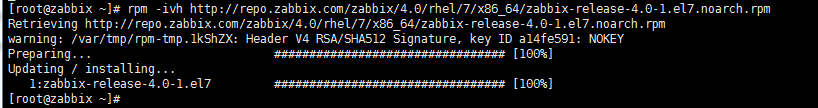 [root@zabbix ~]# rpm -ivh http://repo.zabbix.com/zabbix/4.0/rhel/7/x86_64/zabbix-release-4.0-1.el7.noarch.rpm
Retrieving http://repo.zabbix.com/zabbix/4.0/rhel/7/x86_64/zabbix-release-4.0-1.el7.noarch.rpm
warning: /var/tmp/rpm-tmp.1kShZX: Header V4 RSA/SHA512 Signature, key ID a14fe591: NOKEY
Preparing... ################################# [100%]
Updating / installing...
1:zabbix-release-4.0-1.el7 ################################# [100%]
[root@zabbix ~]#